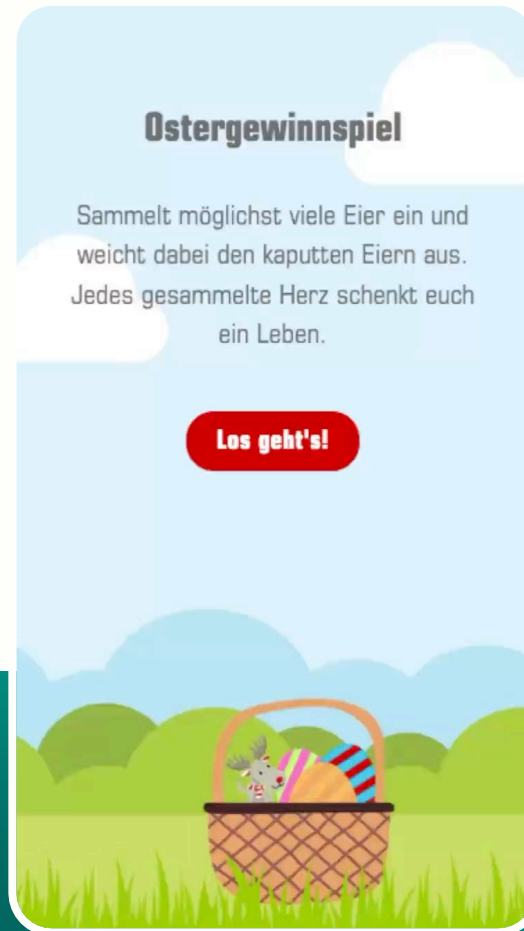 Ostergewinnspiel
Sammelt möglichst viele Eier ein und
weicht dabei den kaputten Eiern aus.
Jedes gesammelte Herz schenkt euch
ein Leben.
Los geht's!